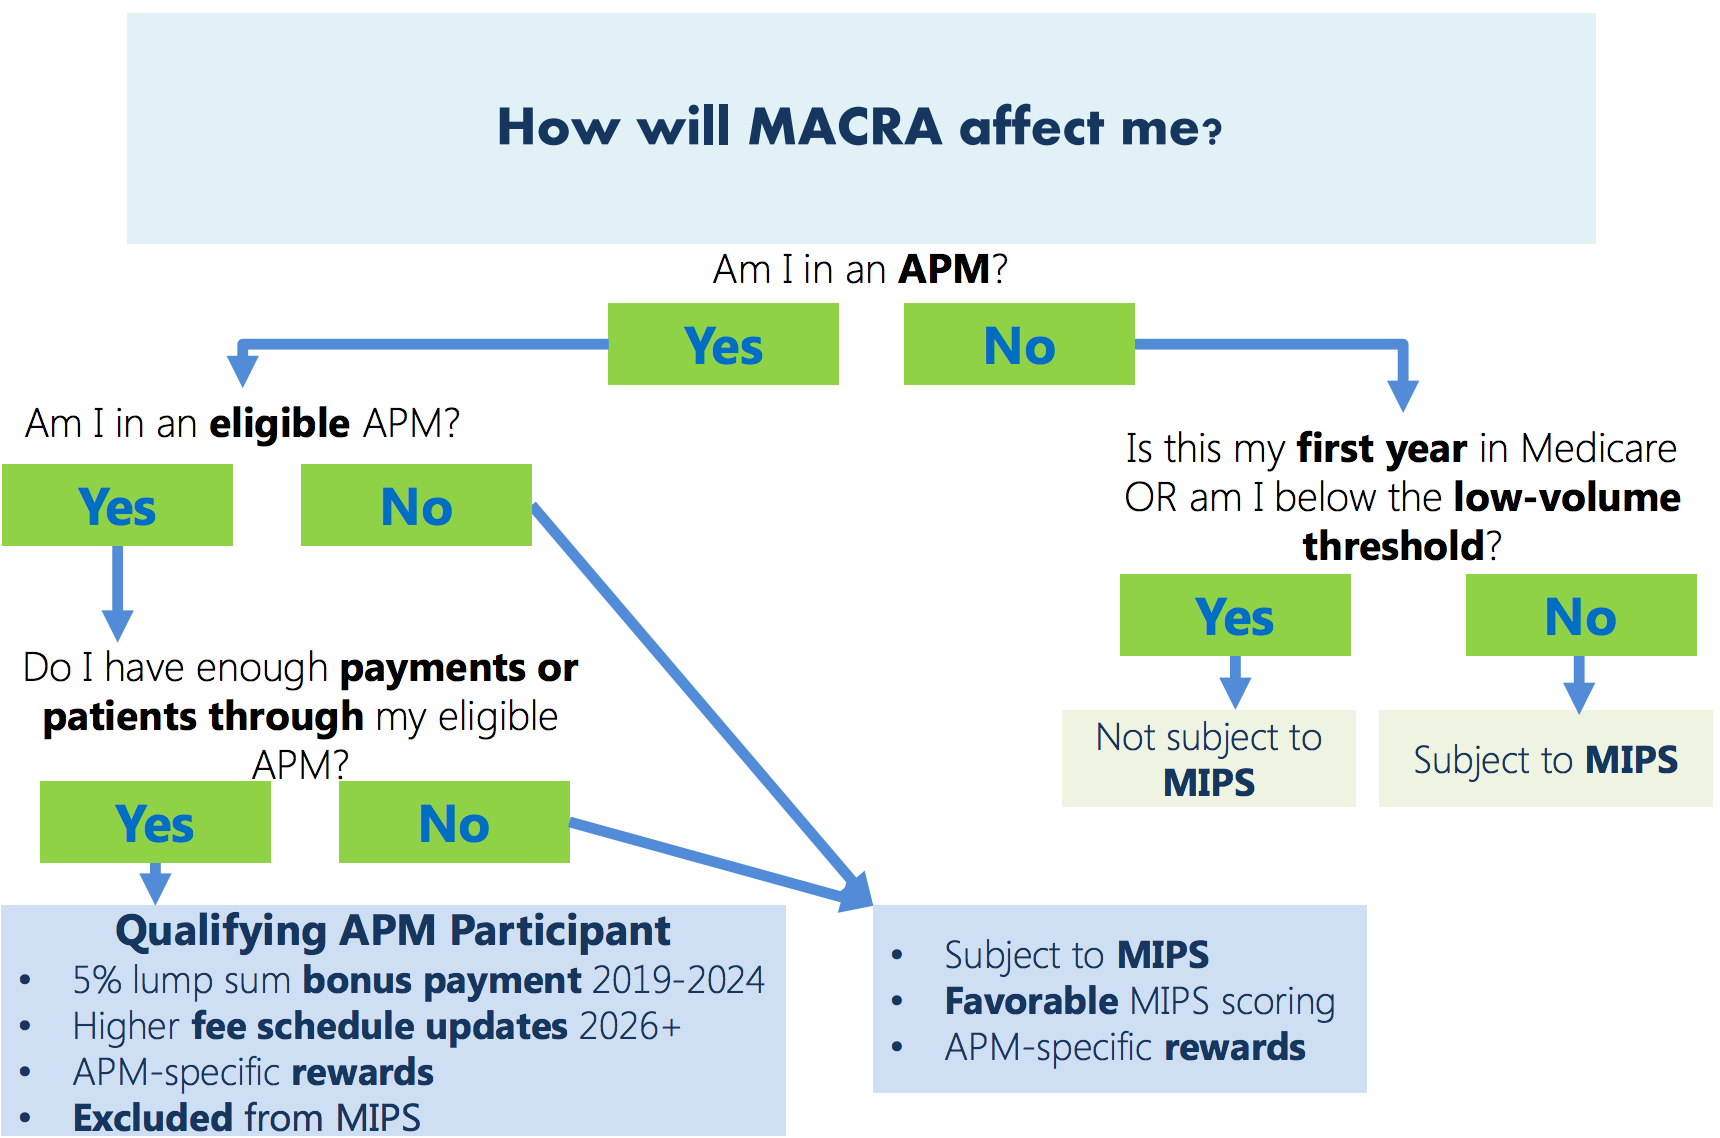 How will MACRA affect me?
Am I in an APM?
Yes
No
Am I in an eligible APM?
Yes
No
Is this my first year in Medicare
OR am I below the low-volume
threshold?
Yes
No
Do I have enough payments or
patients through my eligible
APM?
Not subject to
MIPS
Subject to MIPS
Yes
No
Qualifying APM Participant
• 5% lump sum bonus payment 2019-2024
• Higher fee schedule updates 2026+
• APM-specific rewards
• Excluded from MIPS
• Subject to MIPS
• Favorable MIPS scoring
• APM-specific rewards